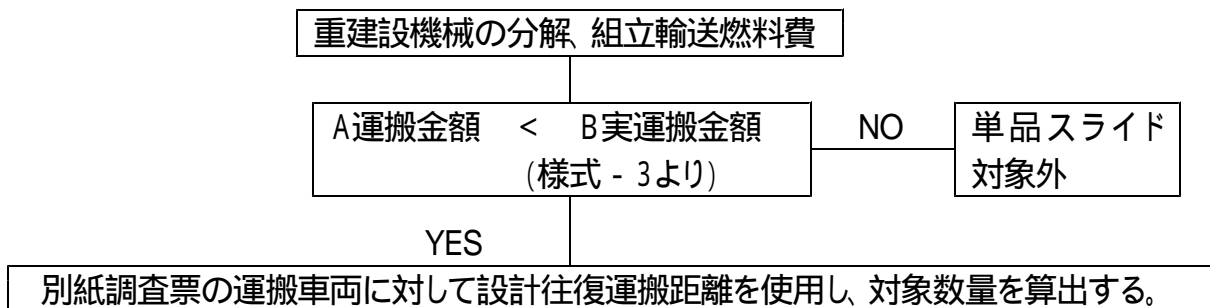 重建設機械の分解、組立輸送燃料費
A運搬金額 < B実運搬金額
(様式 - 3より)
NO
単品スライド
対象外
YES
別紙調査票の運搬車両に対して設計往復運搬距離を使用し、対象数量を算出する。